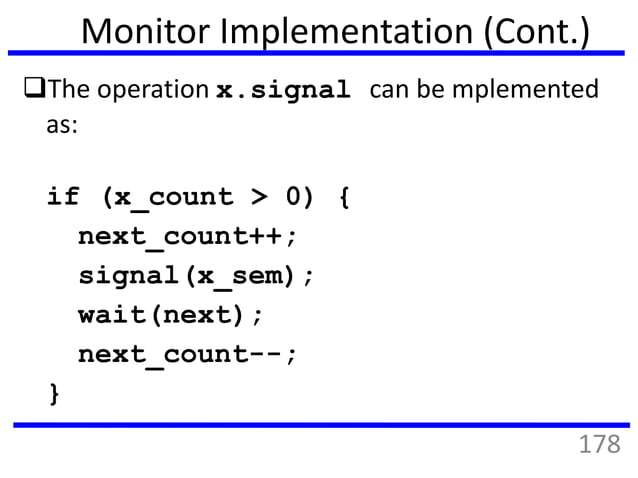 Monitor Implementation (Cont.)
❑The operation x.signal can be mplemented
as:
if (x_count > 0) {
next_count++;
signal(x_sem);
wait(next);
next_count--;
}
178